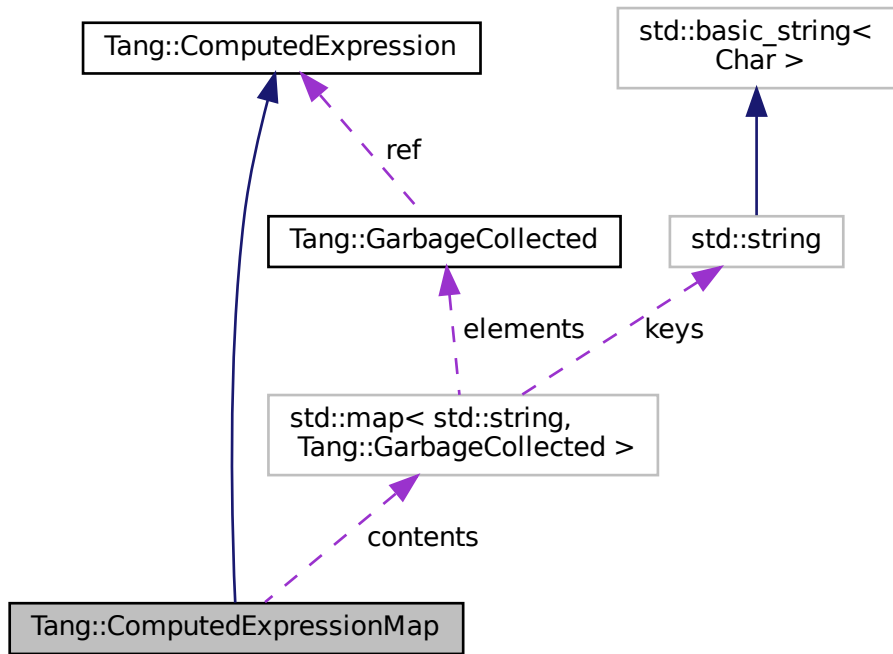 Tang::ComputedExpression
std::basic_string<
Char >
ref
Tang::GarbageCollected
std::string
elements
keys
std::map< std::string,
Tang::GarbageCollected >
contents
Tang::ComputedExpressionMap